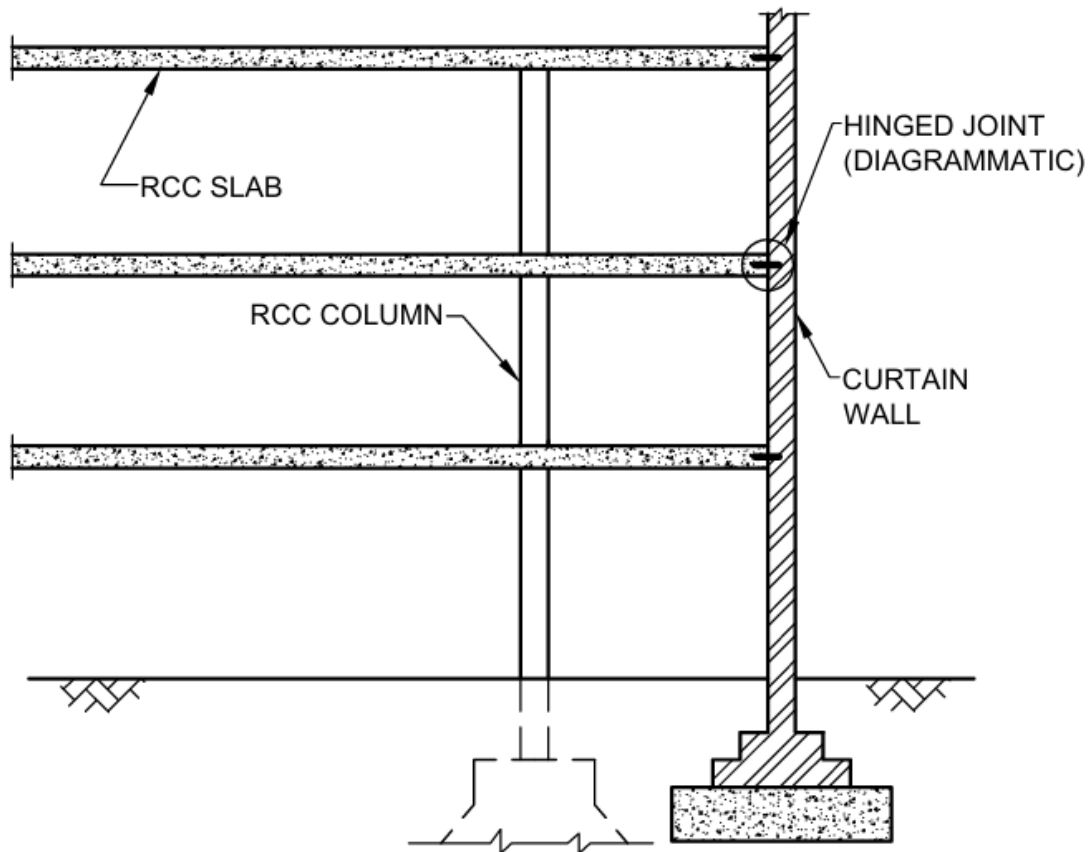 HINGED JOINT
(DIAGRAMMATIC)
RCC SLAB
RCC COLUMN
CURTAIN
WALL